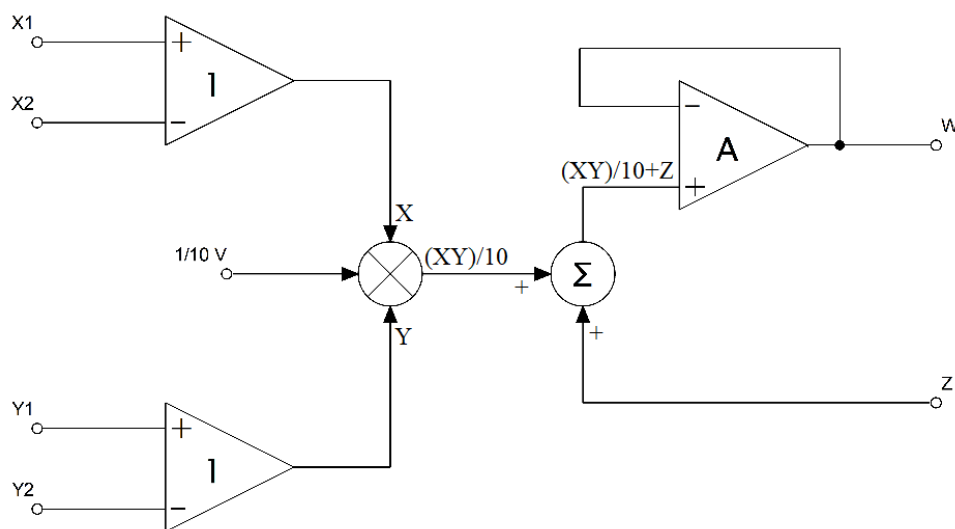 X1
+
1
X2
−
−
A
W
(XY)/10+Z
+
X
1/10 V
(XY)/10
+
Σ
Y
+
Z
Y1
+
1
Y2
−